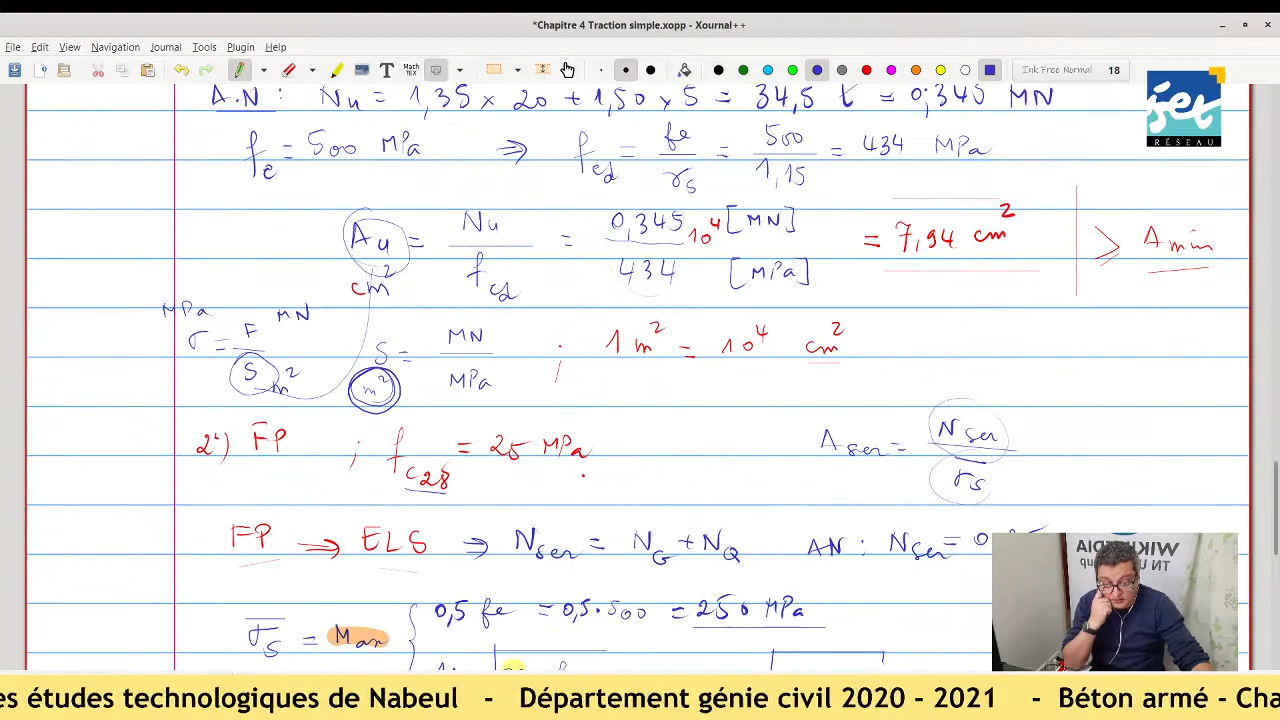 *Chapitre 4 Traction simple.xopp - Xournal++
File Edit View Navigation Journal Tools Plugin Help
Ink Free Normal 18
A.N : Nu = 1,35 x 20 + 1,50 x 5 = 34,5 t = 0,345 MN
iset
RÉSEAU
fe = 500 MPa ⇒ fed = fe / γs = 500 / 1,15 = 434 MPa
Au = Nu / fed = 0,345 10⁴ [MN] / 434 [MPa] = 7,94 cm² ⩾ Amin
cm²
MPa
σ = F MN / S m²
S = MN / MPa ; 1 m² = 10⁴ cm²
m²
2°) FP ; fc28 = 25 MPa.
Aser = Nser / σs
FP ⇒ ELS ⇒ Nser = NG + NQ AN : Nser = 0
WIKIPEDIA
TN U
σs = Max { 0,5 fe = 0,5 . 500 = 250 MPa
es études technologiques de Nabeul - Département génie civil 2020 - 2021 - Béton armé - Cha